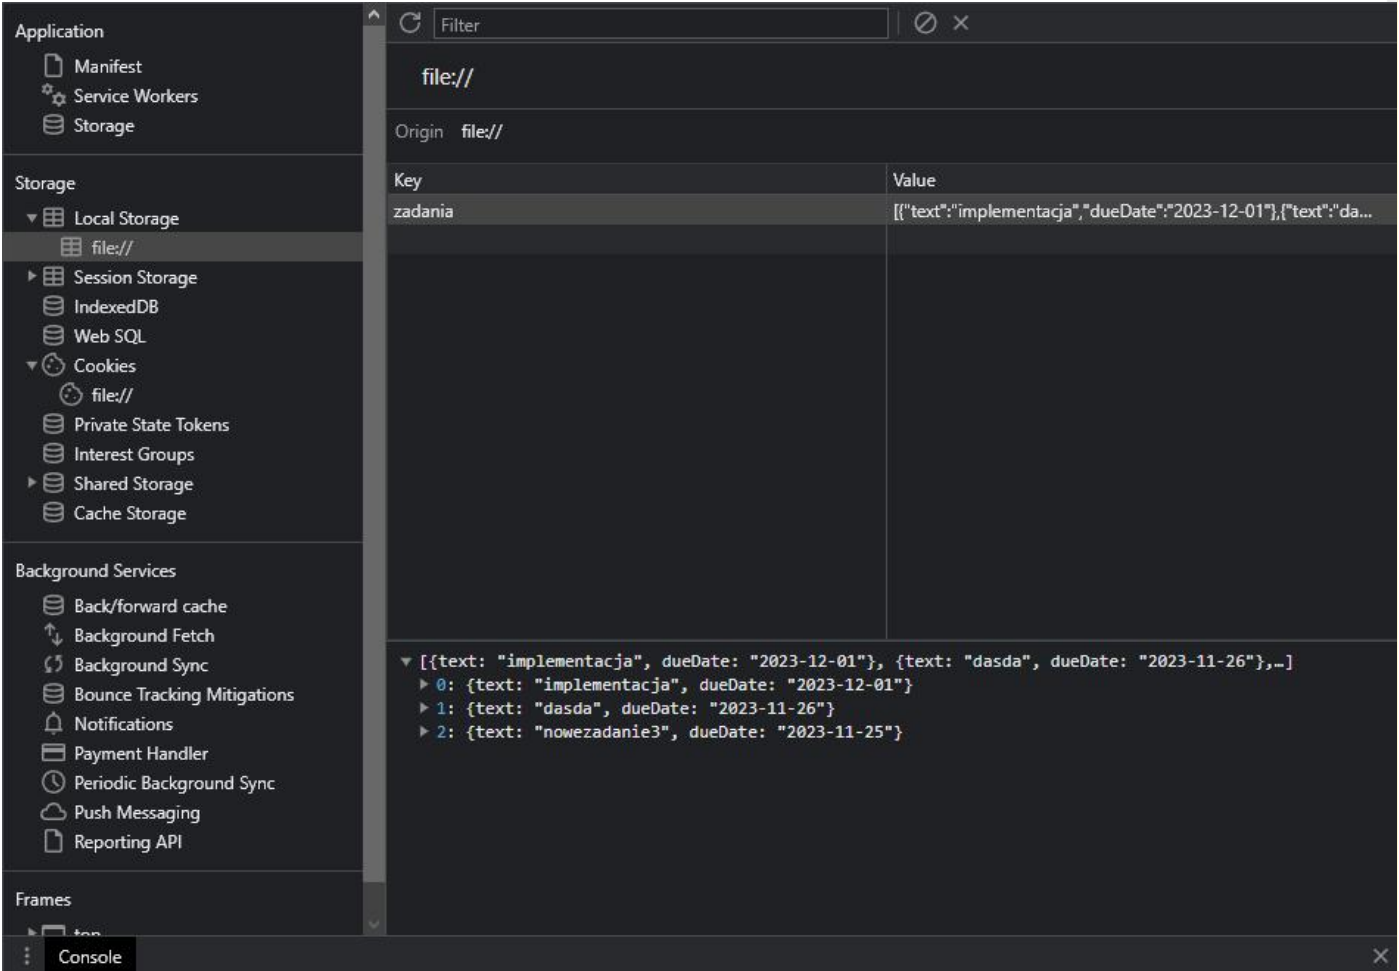 Application
Manifest
Service Workers
Storage
Storage
Local Storage
file://
Session Storage
IndexedDB
Web SQL
Cookies
file://
Private State Tokens
Interest Groups
Shared Storage
Cache Storage
Background Services
Back/forward cache
Background Fetch
Background Sync
Bounce Tracking Mitigations
Notifications
Payment Handler
Periodic Background Sync
Push Messaging
Reporting API
Frames
top
Filter
file://
Origin file://
Key Value
zadania [{"text":"implementacja","dueDate":"2023-12-01"},{"text":"da...
[{text: "implementacja", dueDate: "2023-12-01"}, {text: "dasda", dueDate: "2023-11-26"},…]
0: {text: "implementacja", dueDate: "2023-12-01"}
1: {text: "dasda", dueDate: "2023-11-26"}
2: {text: "nowezadanie3", dueDate: "2023-11-25"}
Console